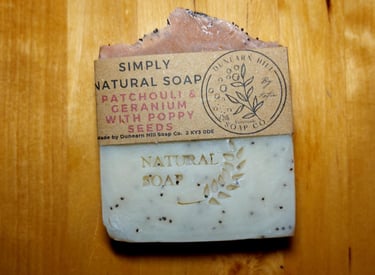 SIMPLY
NATURAL SOAP
PATCHOULI &
GERANIUM
WITH POPPY
SEEDS
Made by Dunearn Hill Soap Co.
DUNEARN HILL
By
SOAP CO.
NATURAL
SOAP